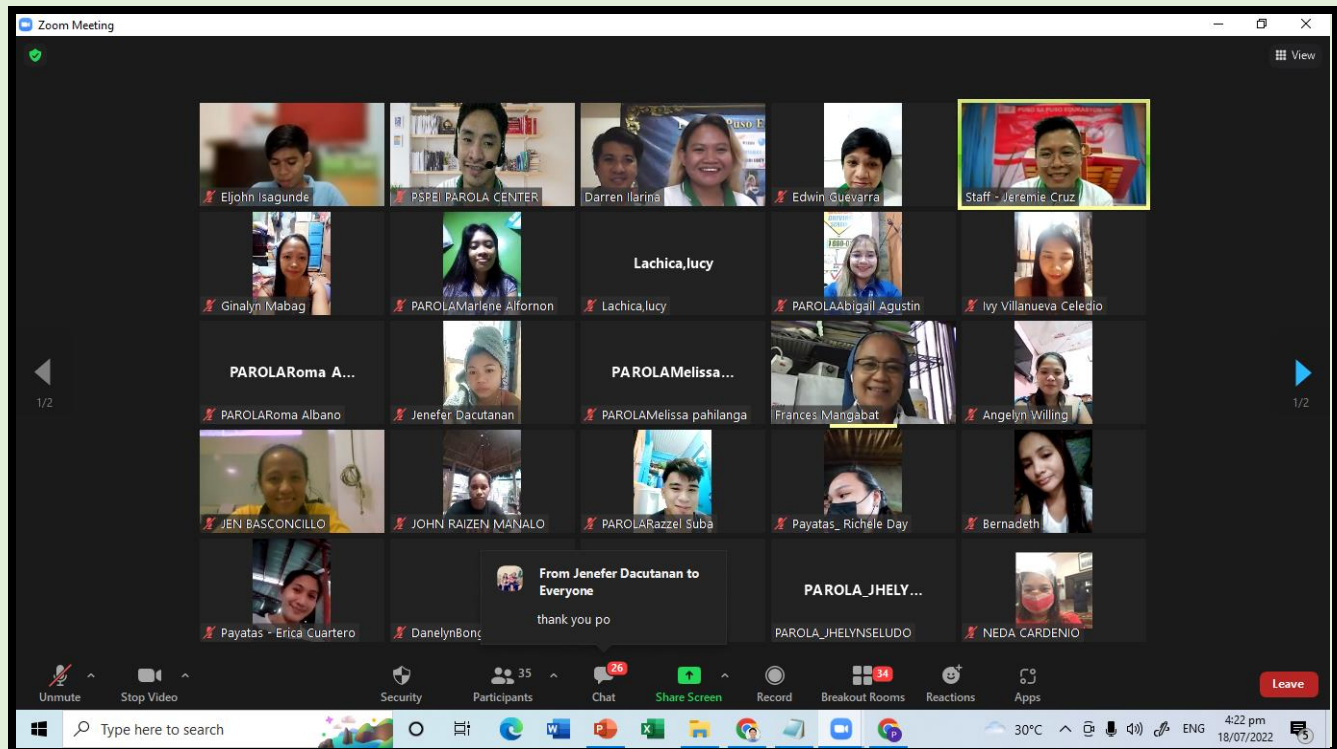 Zoom Meeting
View
Eljohn Isagunde
PSPEI PAROLA CENTER
Darren Ilarina
Edwin Guevarra
Staff - Jeremie Cruz
Ginalyn Mabag
PAROLAMarlene Alfornon
Lachica,lucy
Lachica,lucy
PAROLAAbigail Agustin
Ivy Villanueva Celedio
PAROLARoma A...
PAROLARoma Albano
Jenefer Dacutanan
PAROLAMelissa...
PAROLAMelissa pahilanga
Frances Mangabat
Angelyn Willing
1/2
1/2
JEN BASCONCILLO
JOHN RAIZEN MANALO
PAROLARazzel Suba
Payatas_ Richele Day
Bernadeth
Payatas - Erica Cuartero
DanelynBong
From Jenefer Dacutanan to
Everyone
thank you po
PAROLA_JHELY...
PAROLA_JHELYNSELUDO
NEDA CARDENIO
Unmute
Stop Video
Security
35
Participants
26
Chat
Share Screen
Record
34
Breakout Rooms
Reactions
Apps
Leave
Type here to search
30°C
ENG
4:22 pm
18/07/2022
5